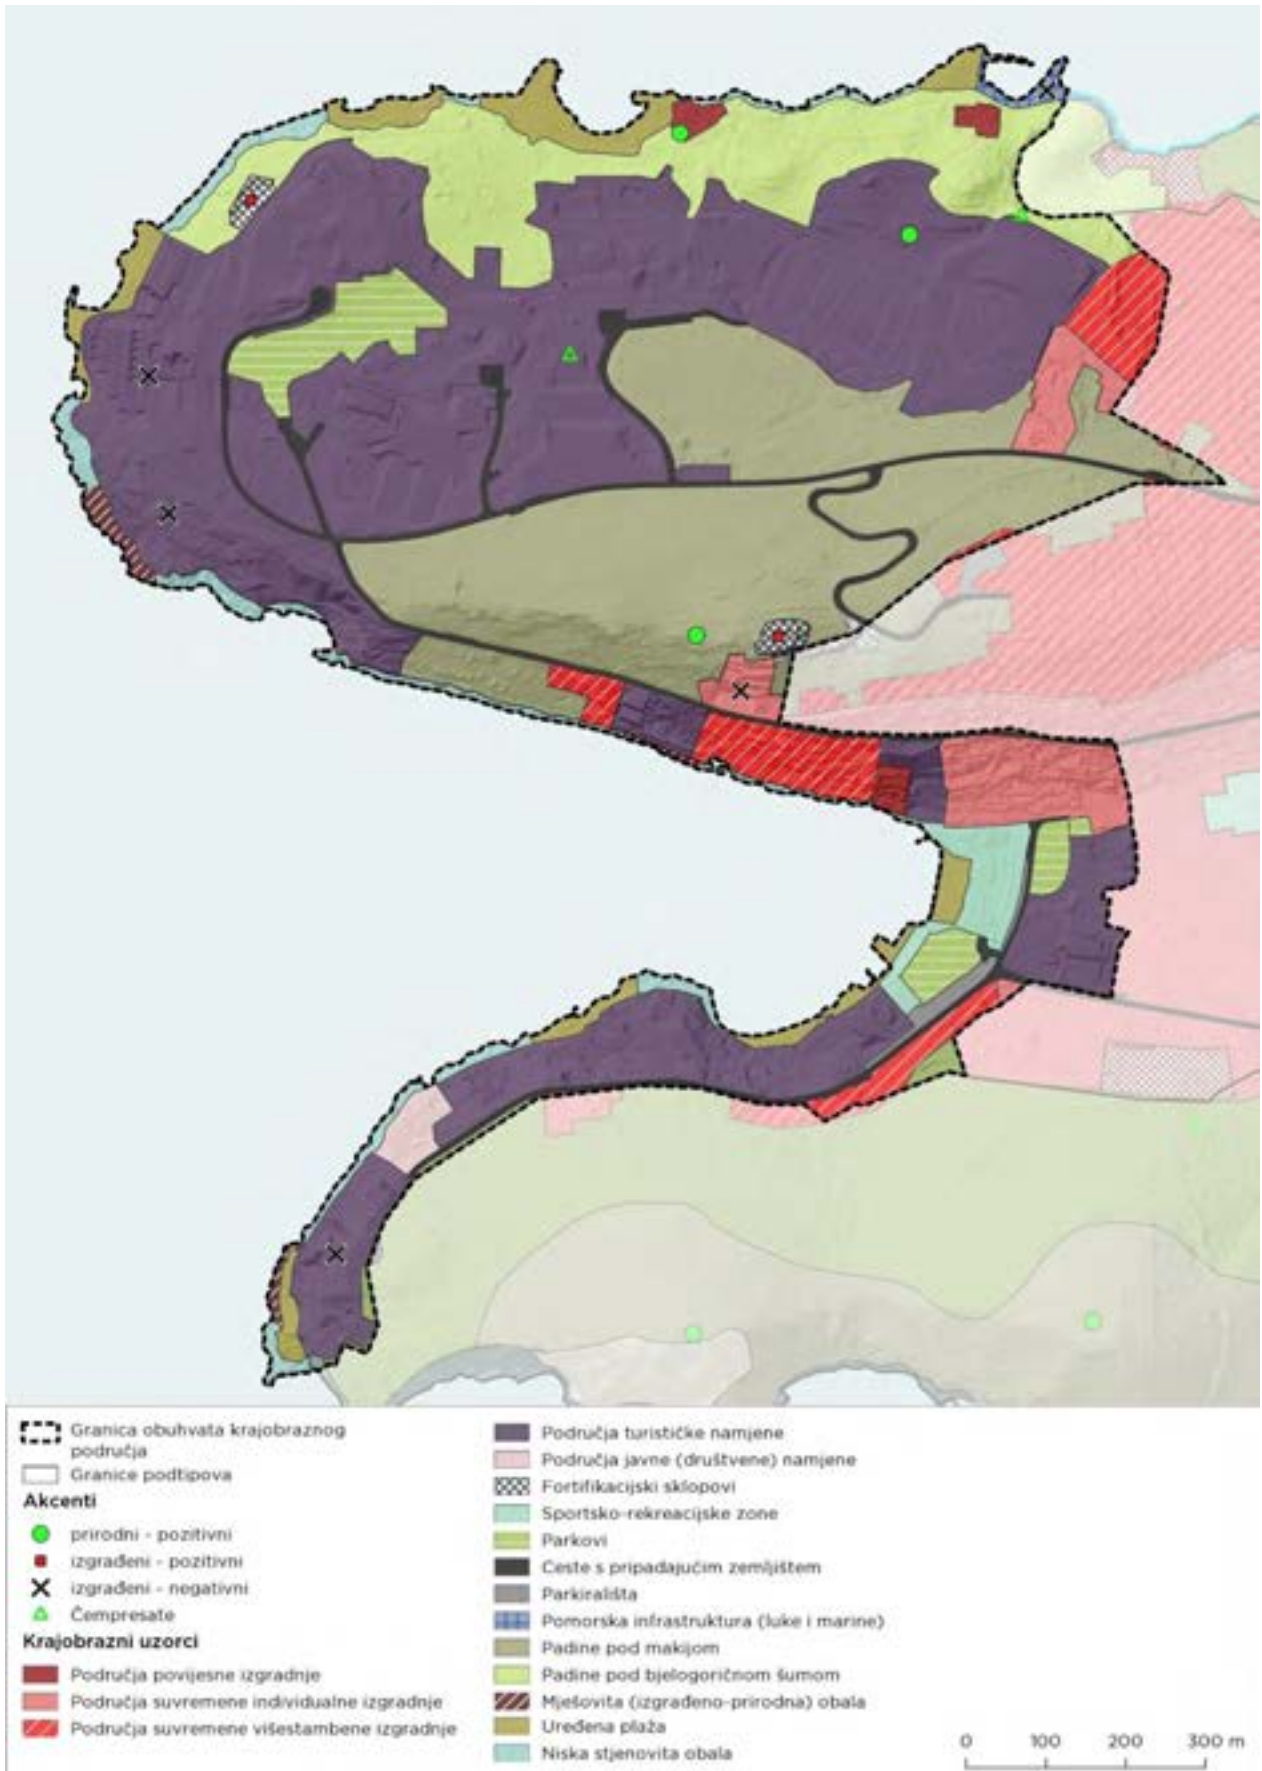 Granica obuhvata krajobraznog
područja
Granice podtipova
Akcenti
prirodni - pozitivni
izgrađeni - pozitivni
izgrađeni - negativni
Čempresate
Krajobrazni uzorci
Područja povijesne izgradnje
Područja suvremene individualne izgradnje
Područja suvremene višestambene izgradnje
Područja turističke namjene
Područja javne (društvene) namjene
Fortifikacijski sklopovi
Sportsko-rekreacijske zone
Parkovi
Ceste s pripadajućim zemljištem
Parkirališta
Pomorska infrastruktura (luke i marine)
Padine pod makijom
Padine pod bjelogoričnom šumom
Mješovita (izgrađeno-prirodna) obala
Uređena plaža
Niska stjenovita obala
0 100 200 300 m